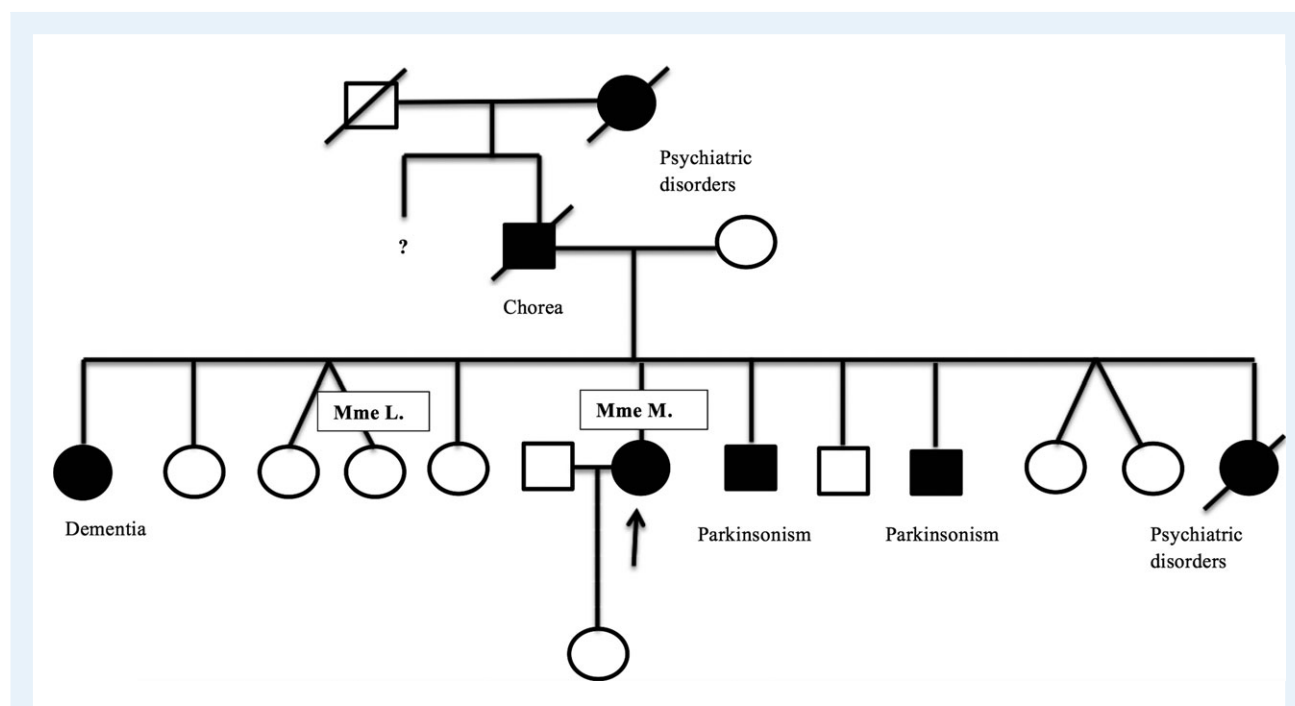 Psychiatric
disorders
?
Chorea
Mme L.
Mme M.
Dementia
Parkinsonism
Parkinsonism
Psychiatric
disorders